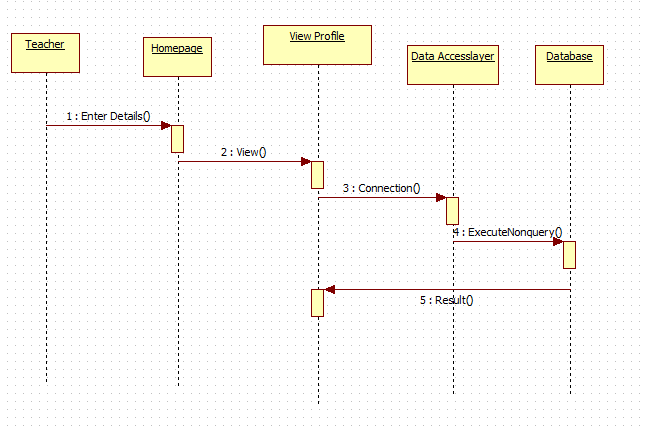 Teacher
Homepage
View Profile
Data Accesslayer
Database
1 : Enter Details()
2 : View()
3 : Connection()
4 : ExecuteNonquery()
5 : Result()